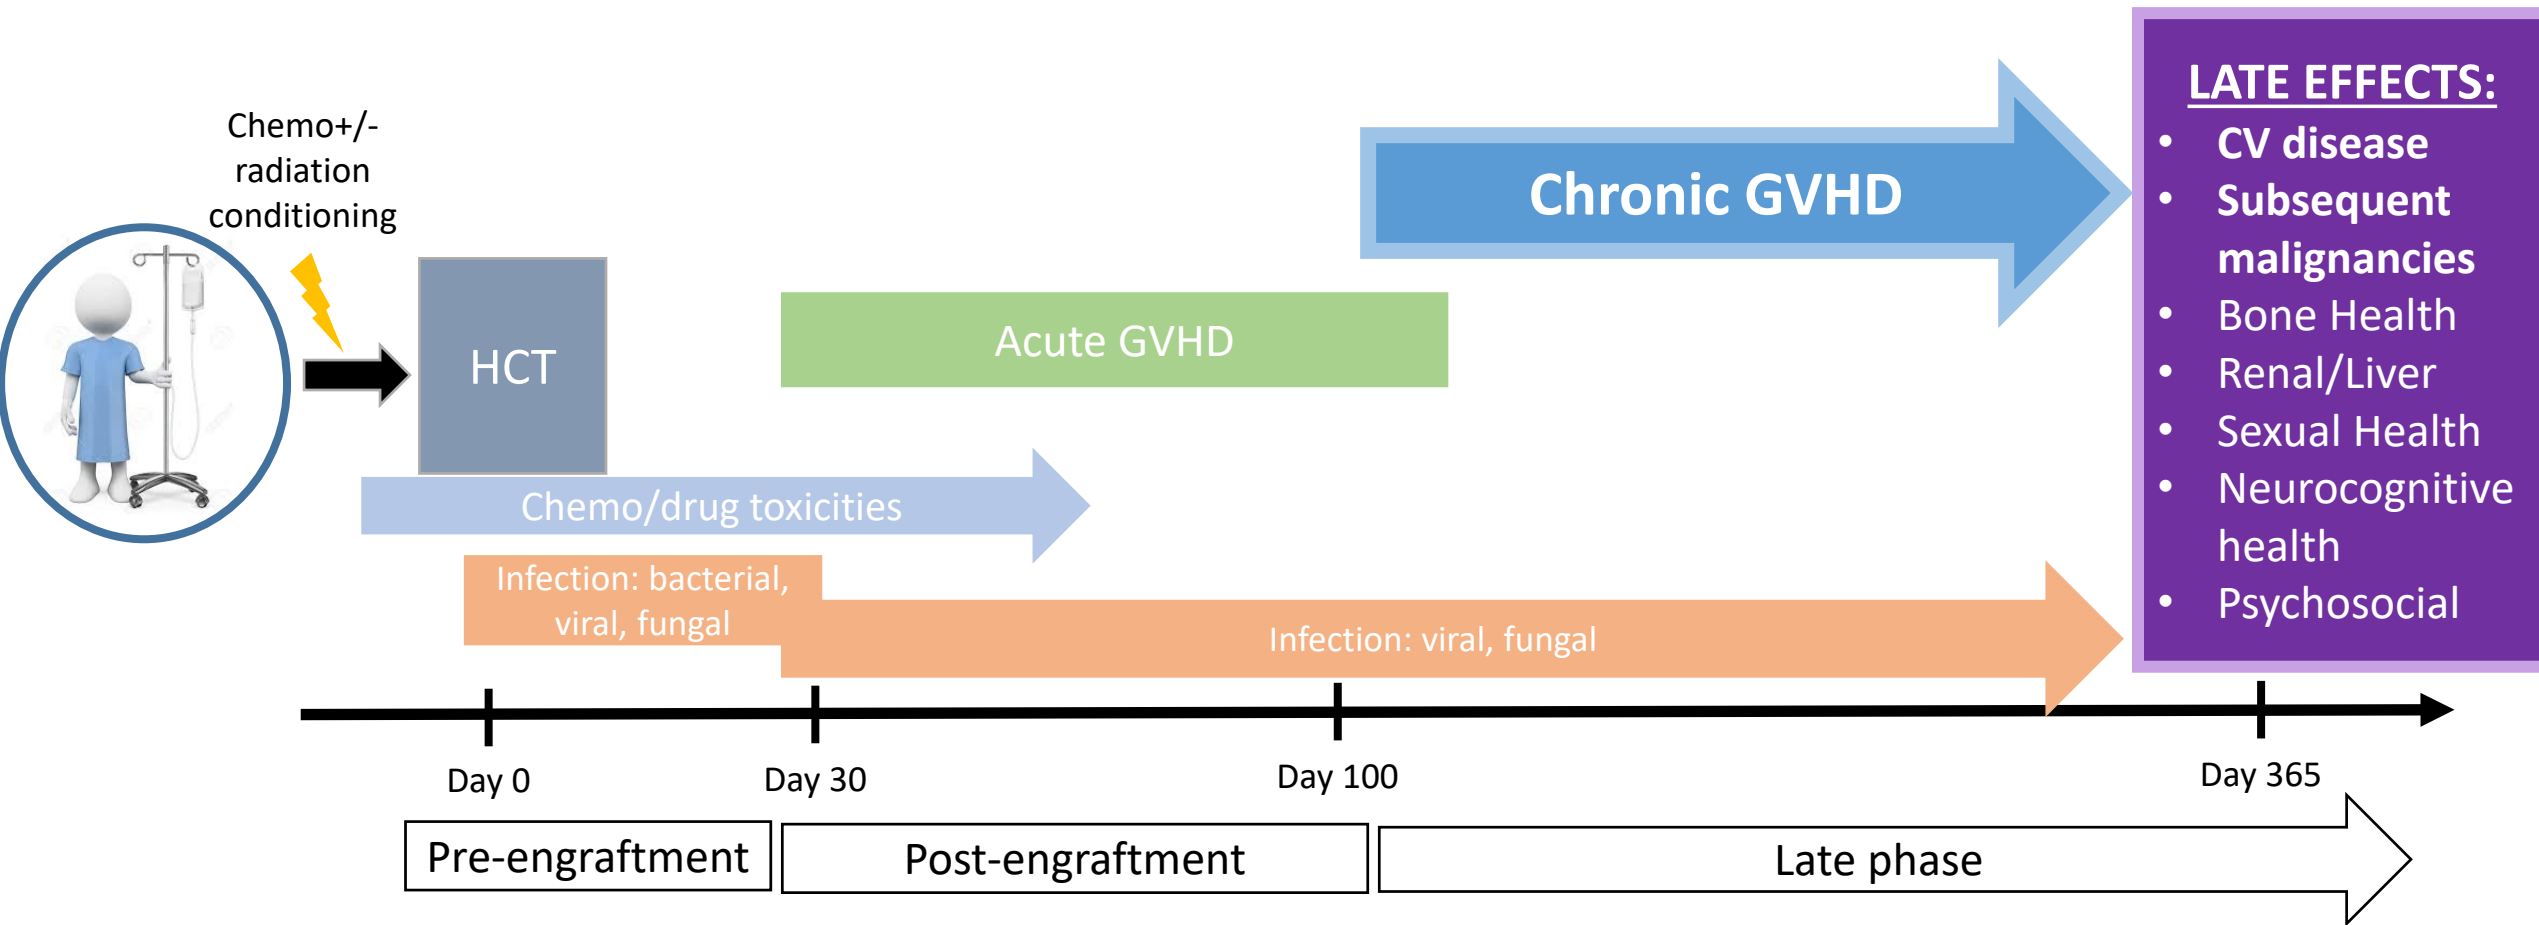 Chemo+/-
radiation
conditioning
HCT
Chemo/drug toxicities
Infection: bacterial,
viral, fungal
Acute GVHD
Chronic GVHD
Infection: viral, fungal
LATE EFFECTS:
• CV disease
• Subsequent
malignancies
• Bone Health
• Renal/Liver
• Sexual Health
• Neurocognitive
health
• Psychosocial
Day 0
Day 30
Day 100
Day 365
Pre-engraftment
Post-engraftment
Late phase